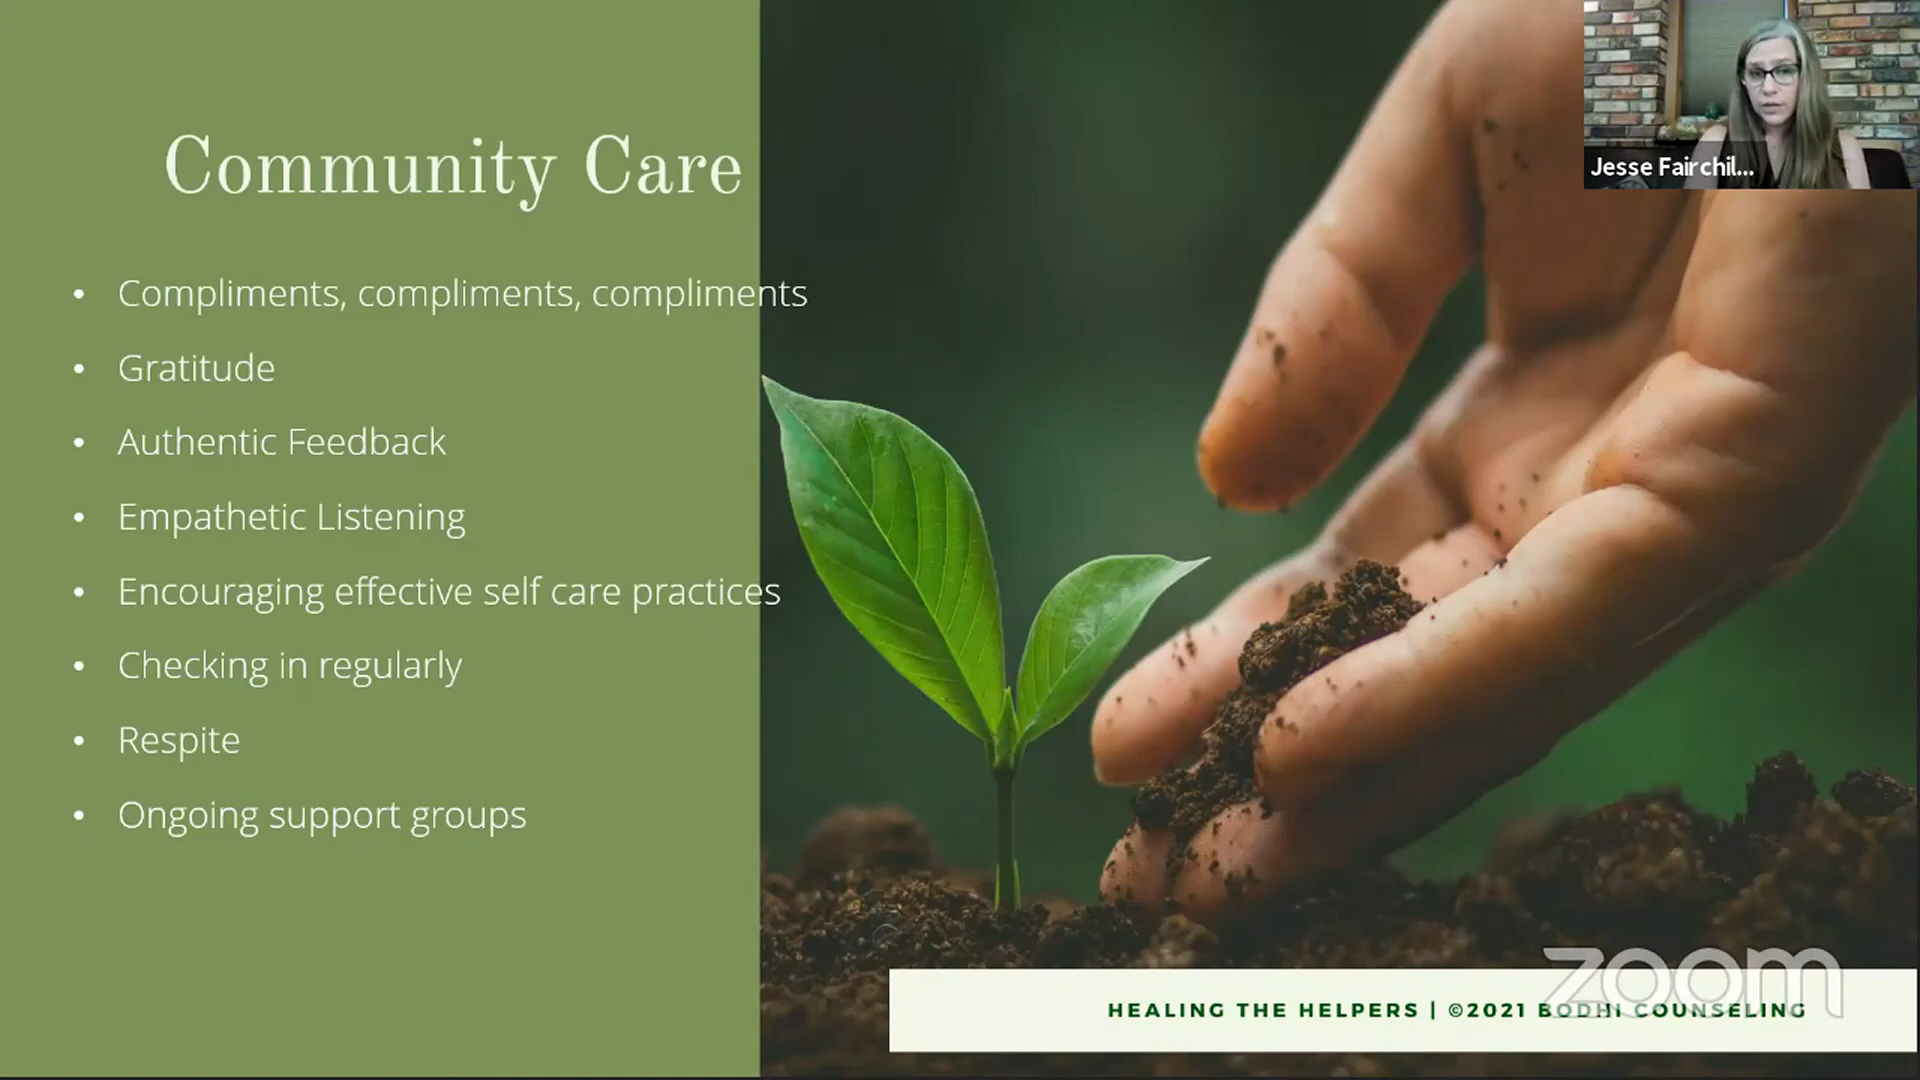 Community Care
• Compliments, compliments, compliments
• Gratitude
• Authentic Feedback
• Empathetic Listening
• Encouraging effective self care practices
• Checking in regularly
• Respite
• Ongoing support groups
Jesse Fairchil...
HEALING THE HELPERS | ©2021 BODHI COUNSELING
zoom